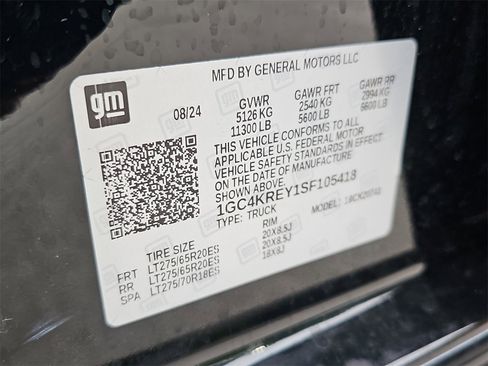 gm
MFD BY GENERAL MOTORS LLC
08/24
GVWR GAWR FRT GAWR RR
5126 KG 2540 KG 2994 KG
11300 LB 5600 LB 6600 LB
THIS VEHICLE CONFORMS TO ALL
APPLICABLE U.S. FEDERAL MOTOR
VEHICLE SAFETY STANDARDS IN EFFECT
ON THE DATE OF MANUFACTURE
SHOWN ABOVE.
1GC4KREY1SF105418
TYPE: TRUCK MODEL:
TIRE SIZE RIM
FRT LT275/65R20ES 20X8.5J
RR LT275/65R20ES 20X8.5J
SPA LT275/70R18ES 18X8J